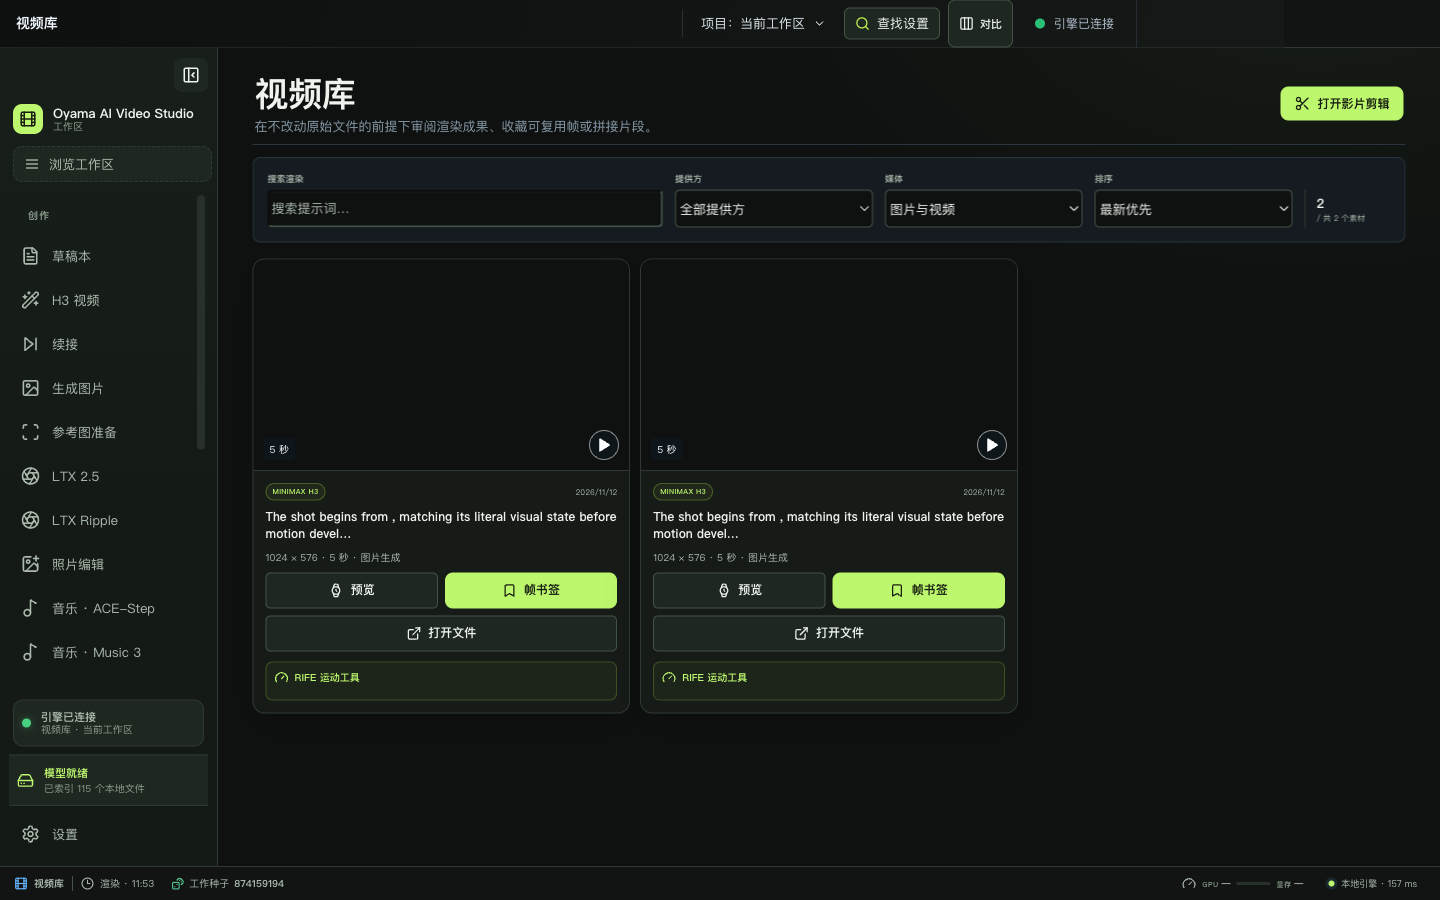 视频库
项目：当前工作区
查找设置
对比
引擎已连接
Oyama AI Video Studio
工作区
浏览工作区
创作
草稿本
H3 视频
续接
生成图片
参考图准备
LTX 2.5
LTX Ripple
照片编辑
音乐 · ACE-Step
音乐 · Music 3
引擎已连接
视频库 · 当前工作区
模型就绪
已索引 115 个本地文件
设置
视频库
在不改动原始文件的前提下审阅渲染成果、收藏可复用帧或拼接片段。
打开影片剪辑
搜索渲染
搜索提示词...
提供方
全部提供方
媒体
图片与视频
排序
最新优先
2
/ 共 2 个素材
5 秒
MINIMAX H3
2026/11/12
The shot begins from , matching its literal visual state before
motion devel...
1024 × 576 · 5 秒 · 图片生成
预览
帧书签
打开文件
RIFE 运动工具
5 秒
MINIMAX H3
2026/11/12
The shot begins from , matching its literal visual state before
motion devel...
1024 × 576 · 5 秒 · 图片生成
预览
帧书签
打开文件
RIFE 运动工具
视频库
渲染 · 11:53
工作种子 874159194
GPU —
显存 —
本地引擎 · 157 ms